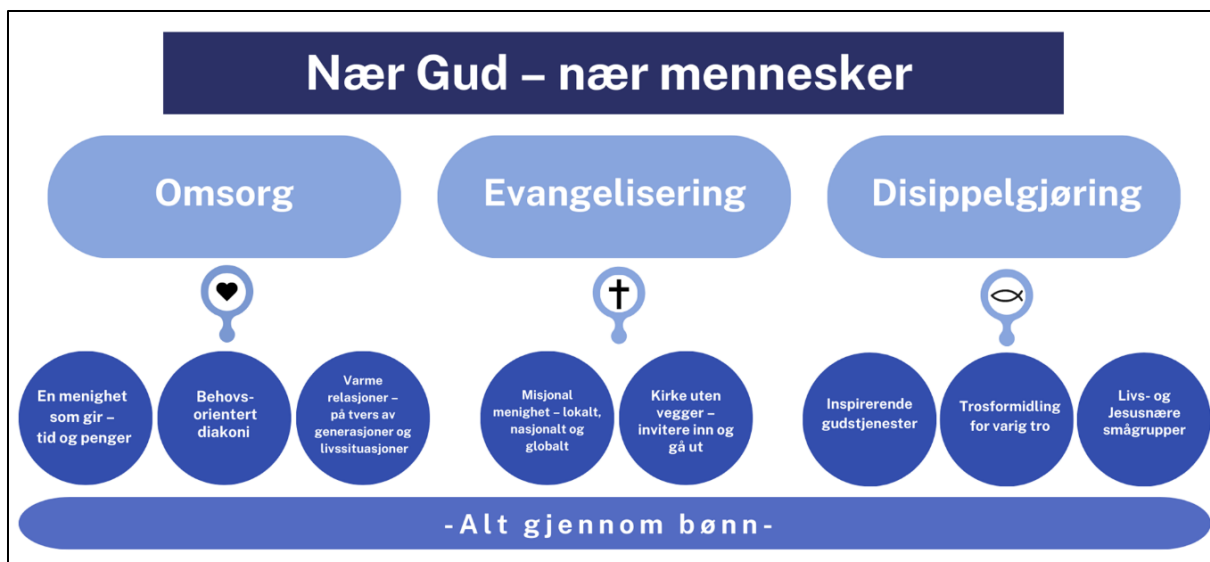 Nær Gud – nær mennesker
Omsorg
Evangelisering
Disippelgjøring
En menighet
som gir –
tid og penger
Behovs-
orientert
diakoni
Varme
relasjoner –
på tvers av
generasjoner og
livssituasjoner
Misjonal
menighet – lokalt,
nasjonalt og
globalt
Kirke uten
vegger –
invitere inn og
gå ut
Inspirerende
gudstjenester
Trosformidling
for varig tro
Livs- og
Jesusnære
smågrupper
-Alt gjennom bønn-